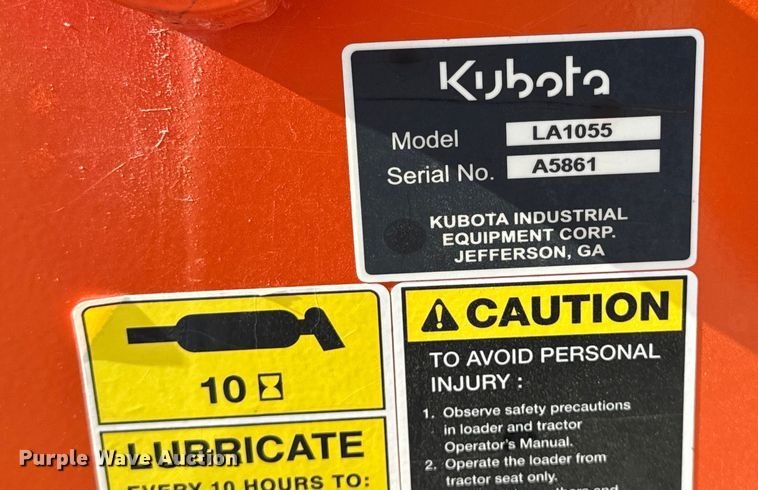 Kubota
Model LA1055
Serial No. A5861
KUBOTA INDUSTRIAL
EQUIPMENT CORP.
JEFFERSON, GA
10
LUBRICATE
EVERY 10 HOURS TO:
CAUTION
TO AVOID PERSONAL
INJURY :
1. Observe safety precautions
in loader and tractor
Operator's Manual.
2. Operate the loader from
tractor seat only.
Purple Wave Auction